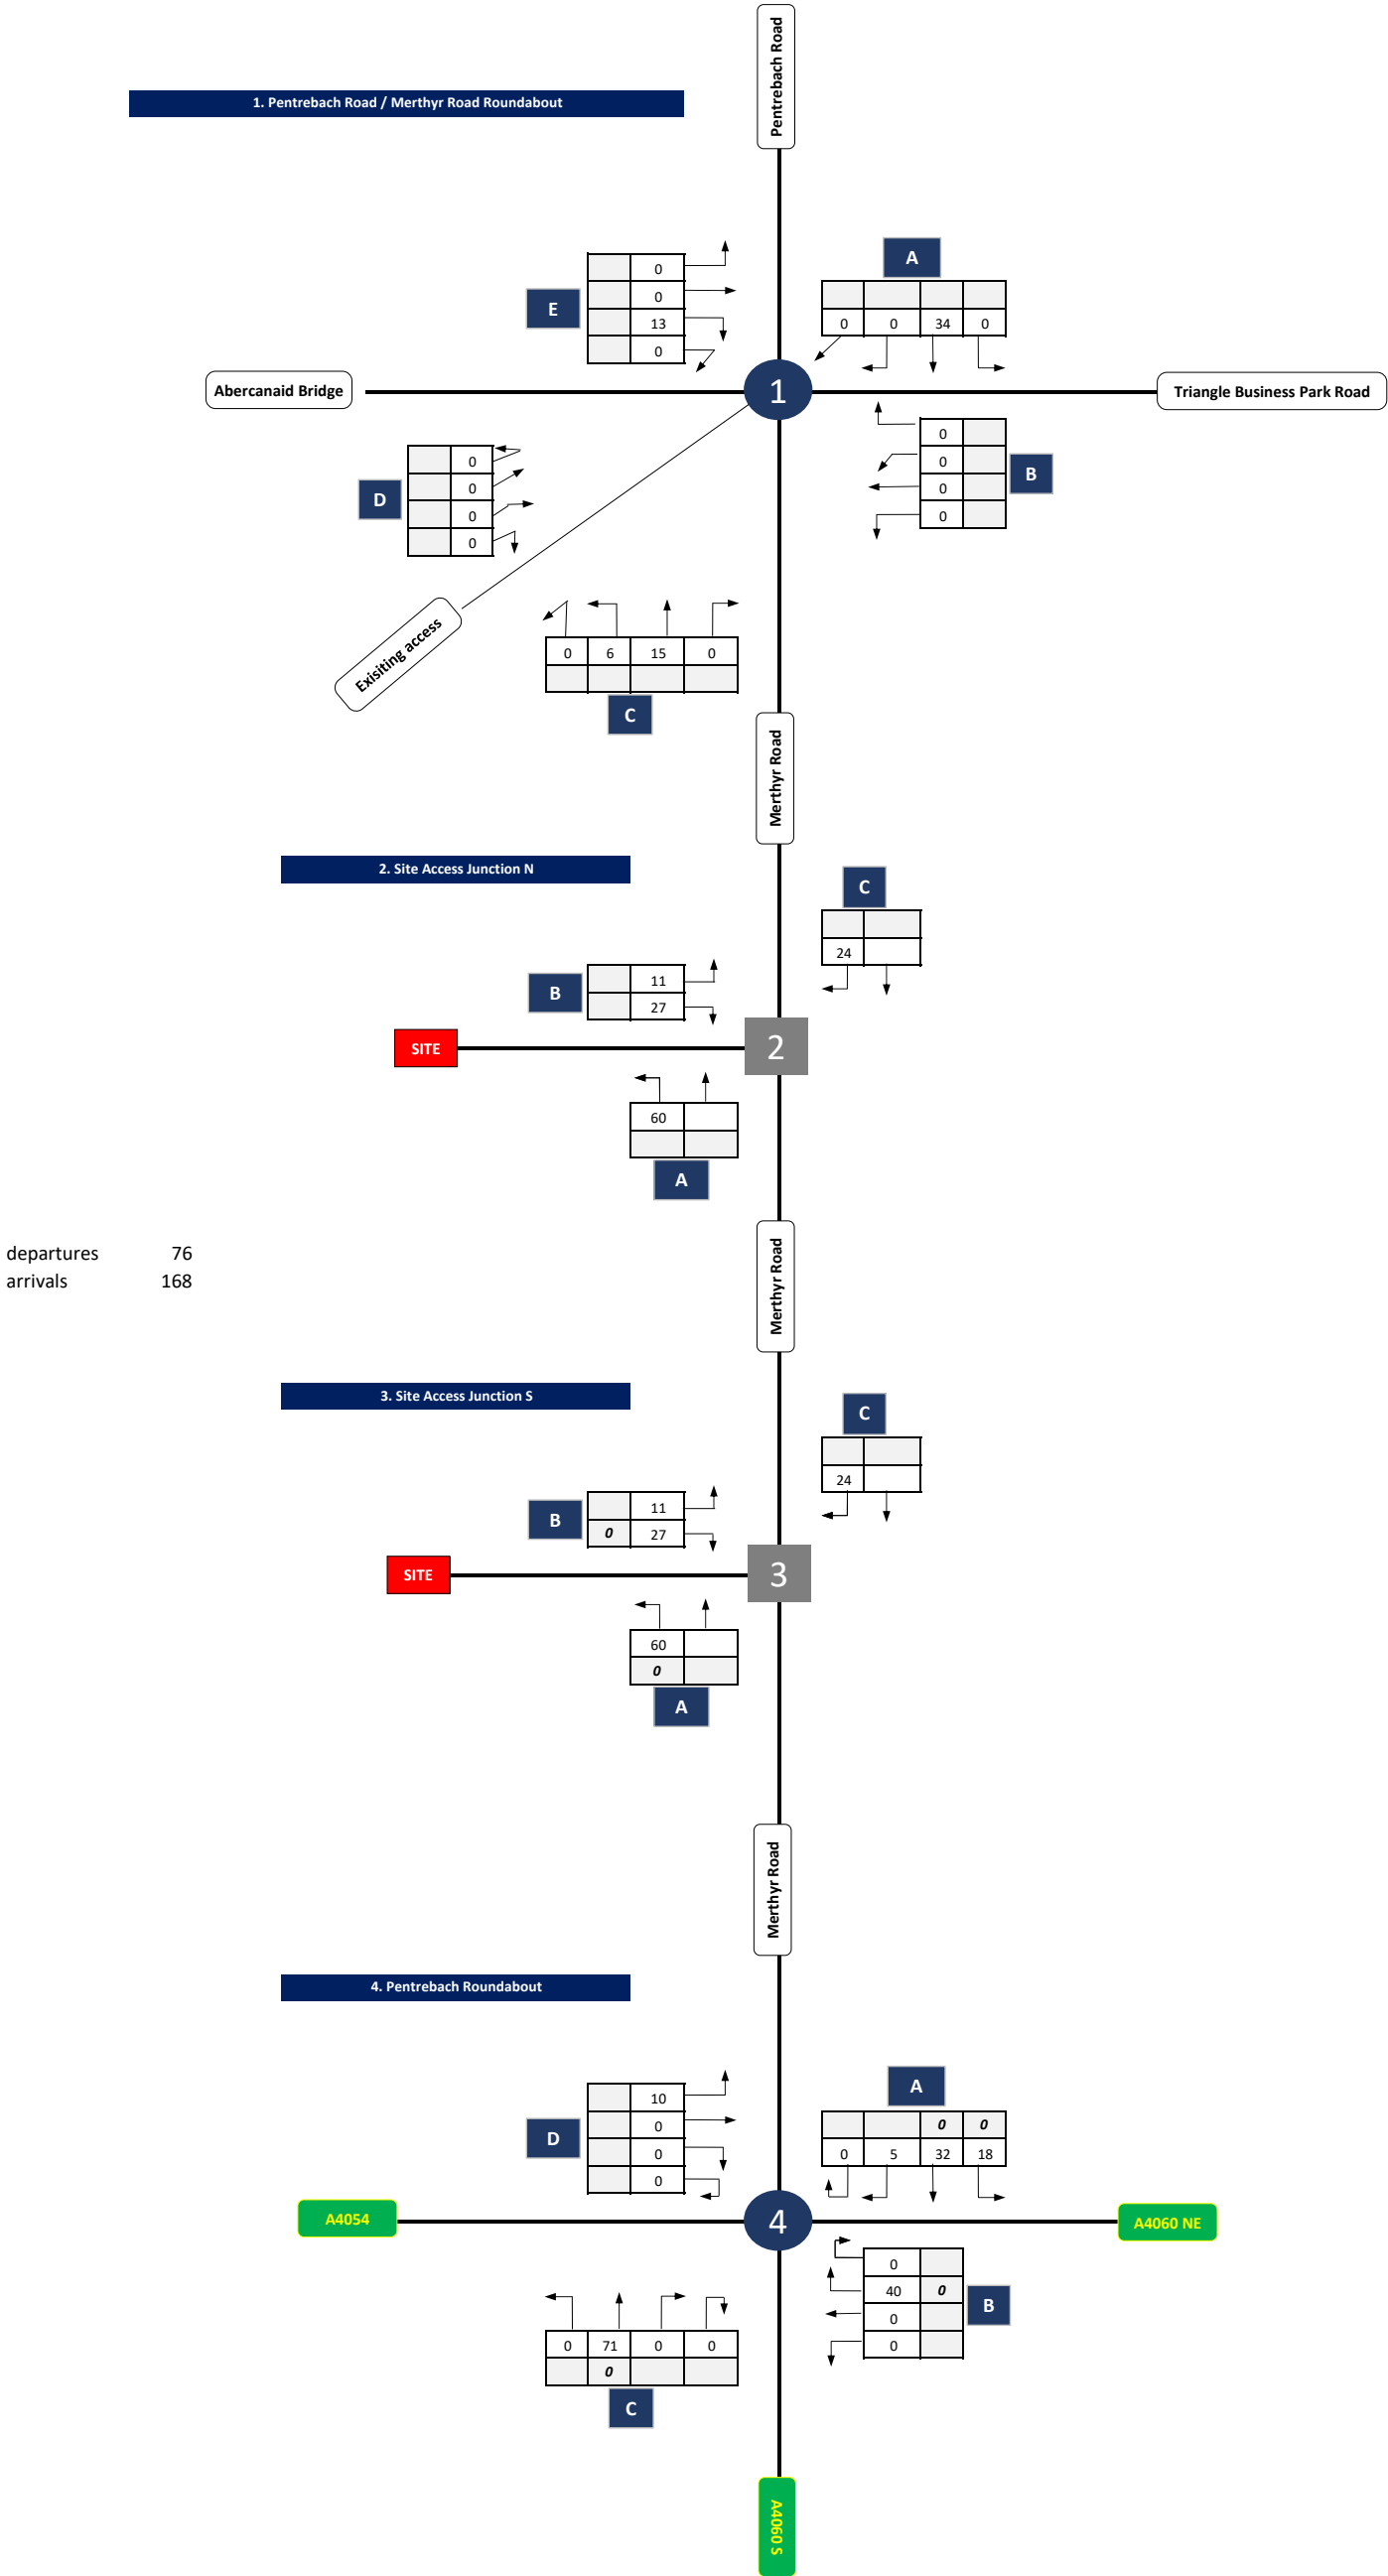 Pentrebach Road
1. Pentrebach Road / Merthyr Road Roundabout
A
E
0
0
13
0
0 0 34 0
1
Abercanaid Bridge
Triangle Business Park Road
0
0
0
0
B
D
0
0
0
0
Exisiting access
0 6 15 0
C
Merthyr Road
2. Site Access Junction N
C
24
B
11
27
2
SITE
60
A
Merthyr Road
departures 76
arrivals 168
3. Site Access Junction S
C
24
B
11
0 27
3
SITE
60
0
A
Merthyr Road
4. Pentrebach Roundabout
A
D
10
0
0
0
0 0
0 5 32 18
4
A4054
A4060 NE
0
40 0
0
0
B
0 71 0 0
0
C
A4060 S